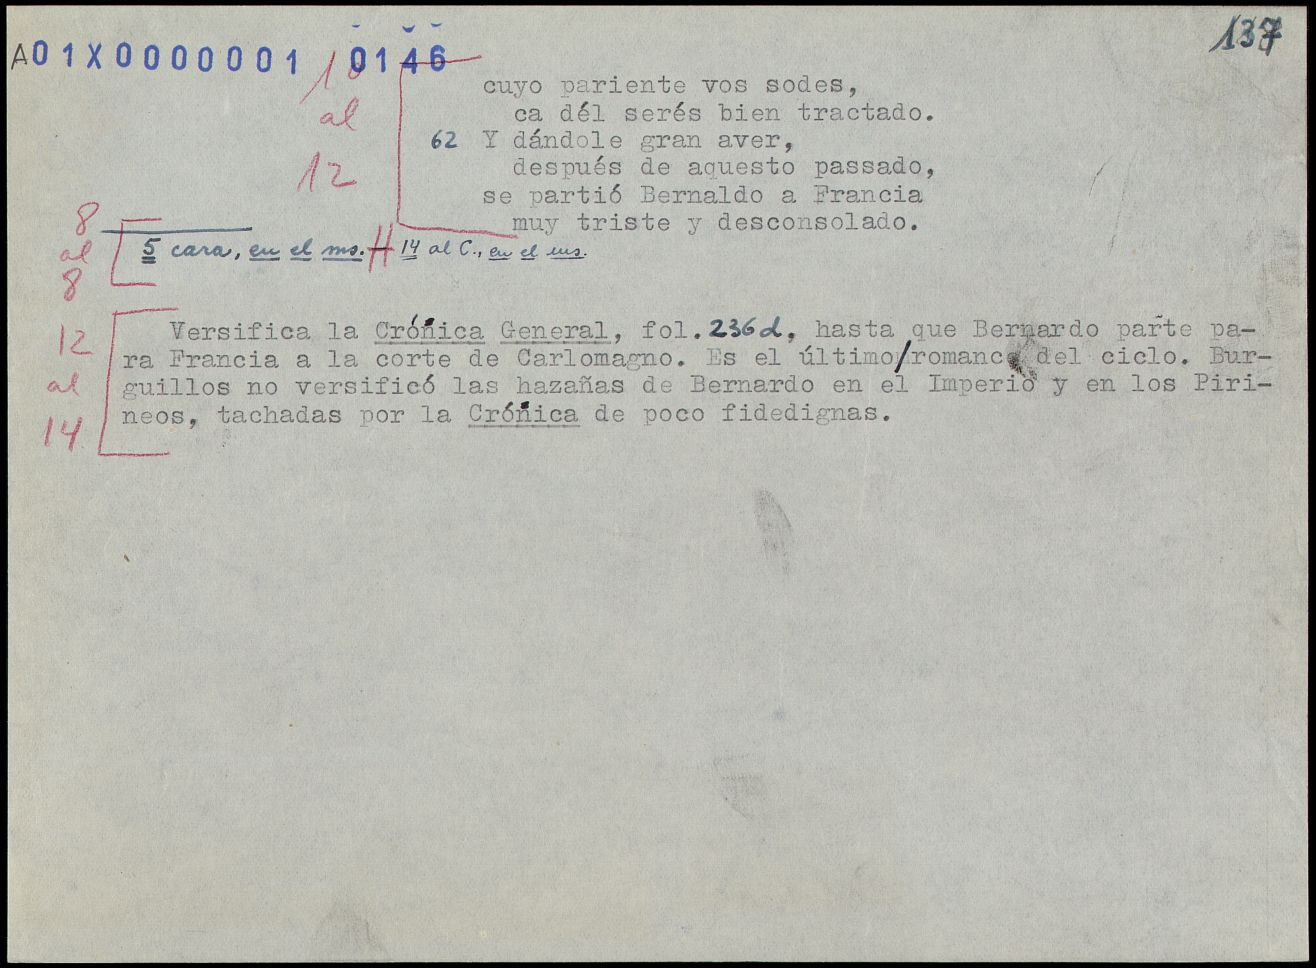 137
A01X0000001 0146
10
al
12
cuyo pariente vos sodes,
ca dél serés bien tractado.
62 Y dándole gran aver,
después de aquesto passado,
se partió Bernaldo a Francia
muy triste y desconsolado.
8
al
8
5 cara, en el ms. — 14 al C., en el ms.
12
al
14
Versifica la Crónica General, fol. 236d, hasta que Bernardo parte pa-
ra Francia a la corte de Carlomagno. Es el último/romance del ciclo. Bur-
guillos no versificó las hazañas de Bernardo en el Imperio y en los Piri-
neos, tachadas por la Crónica de poco fidedignas.